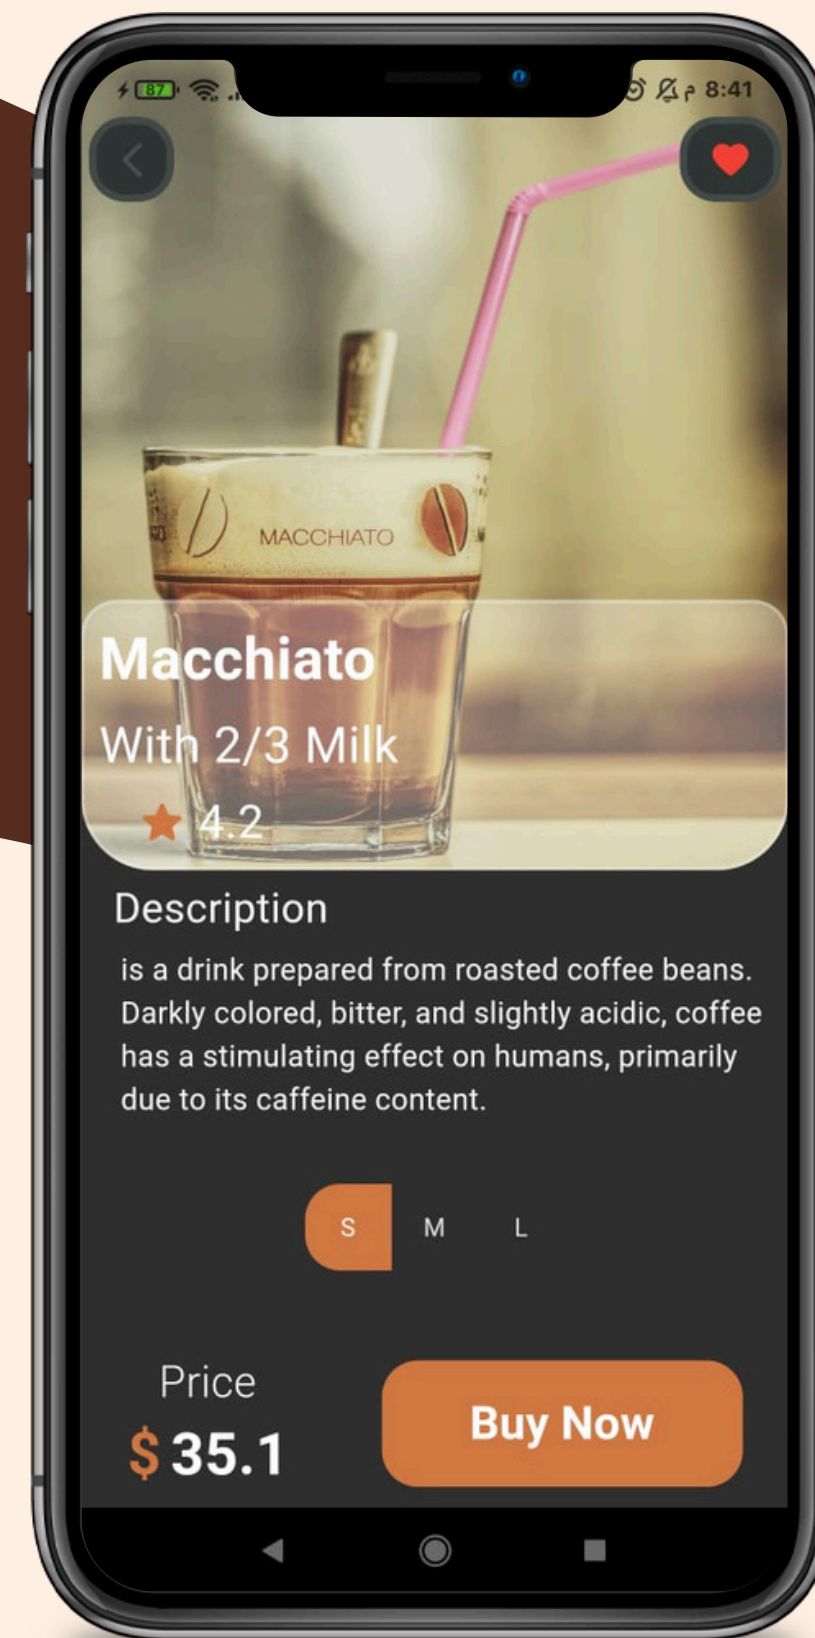 87
م 8:41
MACCHIATO
Macchiato
With 2/3 Milk
4.2
Description
is a drink prepared from roasted coffee beans.
Darkly colored, bitter, and slightly acidic, coffee
has a stimulating effect on humans, primarily
due to its caffeine content.
S M L
Price
$ 35.1
Buy Now